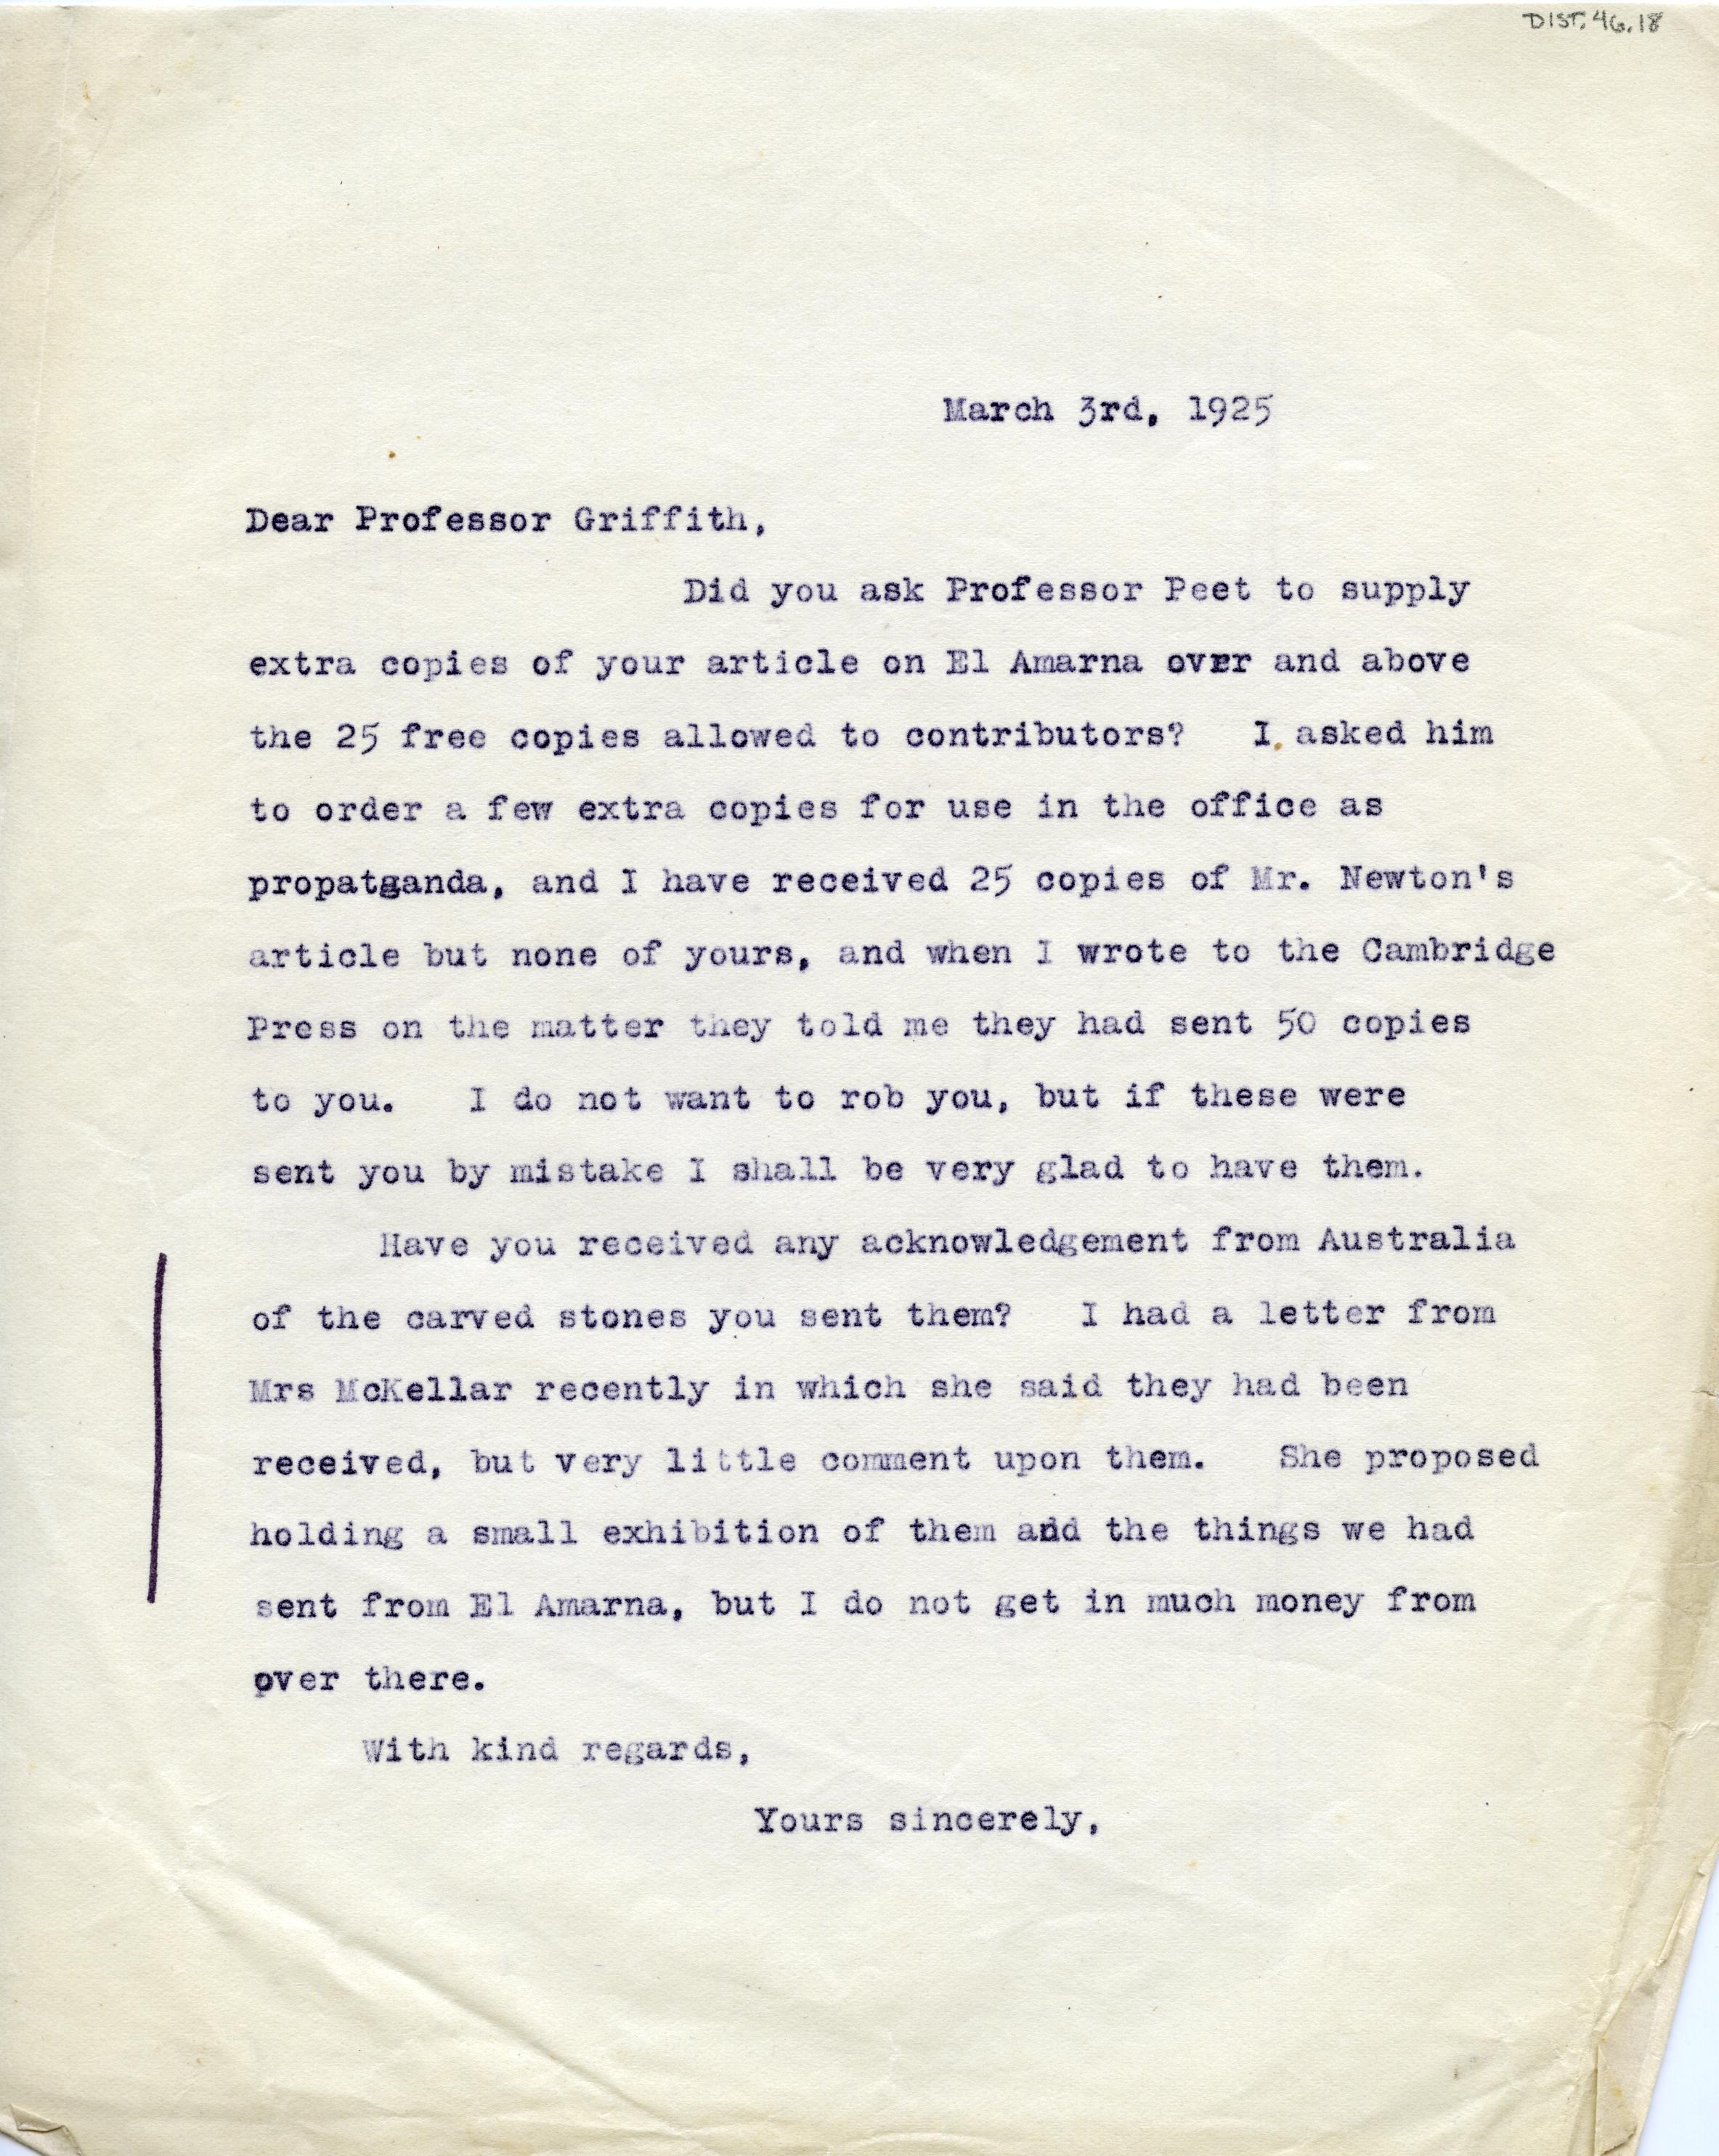 DIST.46.18
March 3rd, 1925
Dear Professor Griffith,
Did you ask Professor Peet to supply
extra copies of your article on El Amarna over and above
the 25 free copies allowed to contributors?   I asked him
to order a few extra copies for use in the office as
propatganda, and I have received 25 copies of Mr. Newton's
article but none of yours, and when I wrote to the Cambridge
Press on the matter they told me they had sent 50 copies
to you.   I do not want to rob you, but if these were
sent you by mistake I shall be very glad to have them.
Have you received any acknowledgement from Australia
of the carved stones you sent them?   I had a letter from
Mrs McKellar recently in which she said they had been
received, but very little comment upon them.   She proposed
holding a small exhibition of them and the things we had
sent from El Amarna, but I do not get in much money from
over there.
With kind regards,
Yours sincerely,